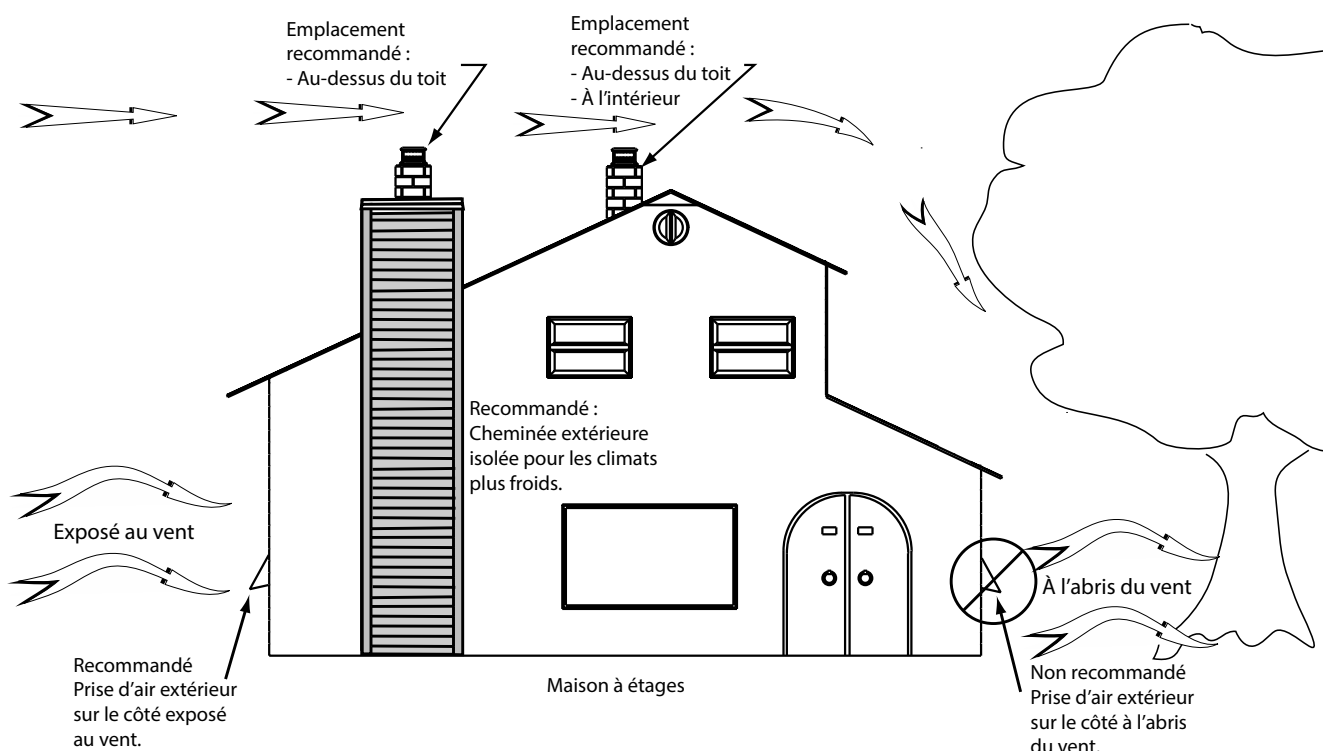 Emplacement
recommandé :
- Au-dessus du toit
Emplacement
recommandé :
- Au-dessus du toit
- À l’intérieur
Recommandé :
Cheminée extérieure
isolée pour les climats
plus froids.
Exposé au vent
À l’abris du vent
Recommandé
Prise d’air extérieur
sur le côté exposé
au vent.
Maison à étages
Non recommandé
Prise d’air extérieur
sur le côté à l’abris
du vent.